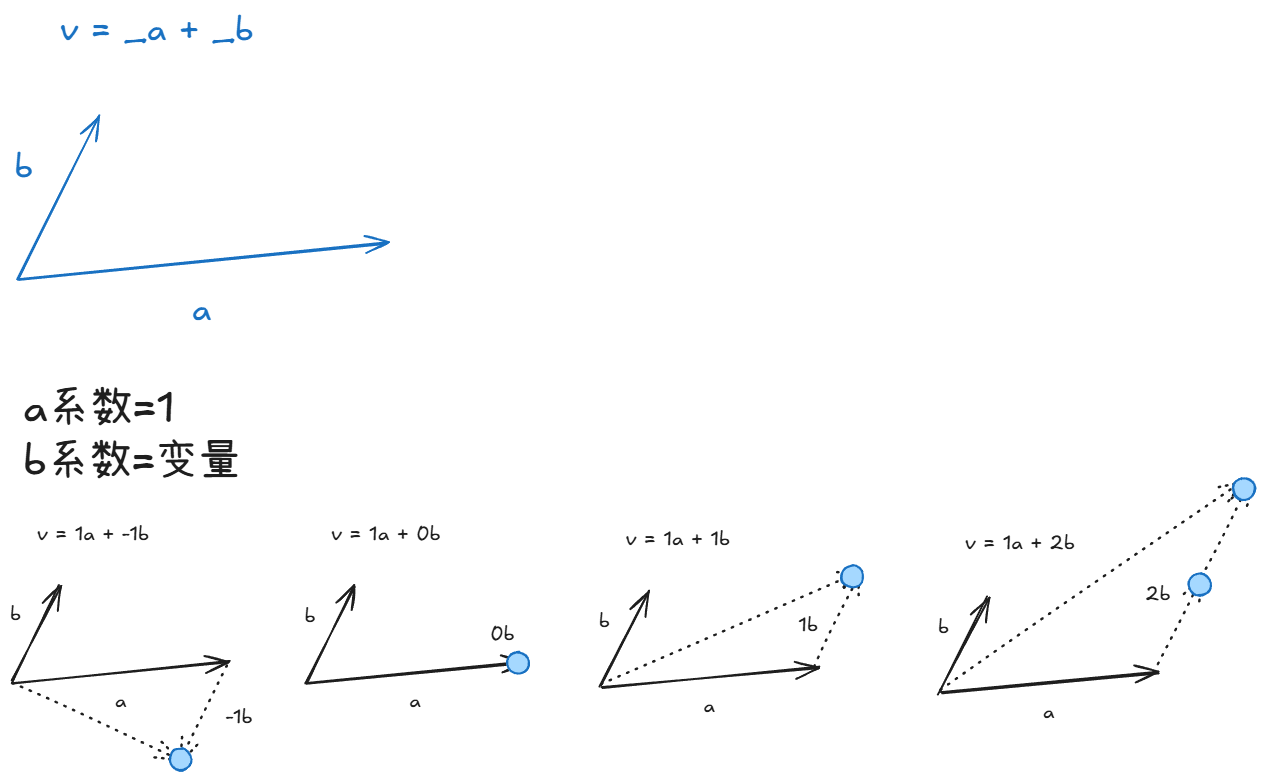 v = _a + _b
b
a
a系数=1
b系数=变量
v = 1a + -1b
b
a
-1b
v = 1a + 0b
b
0b
a
v = 1a + 1b
b
1b
a
v = 1a + 2b
b
2b
a